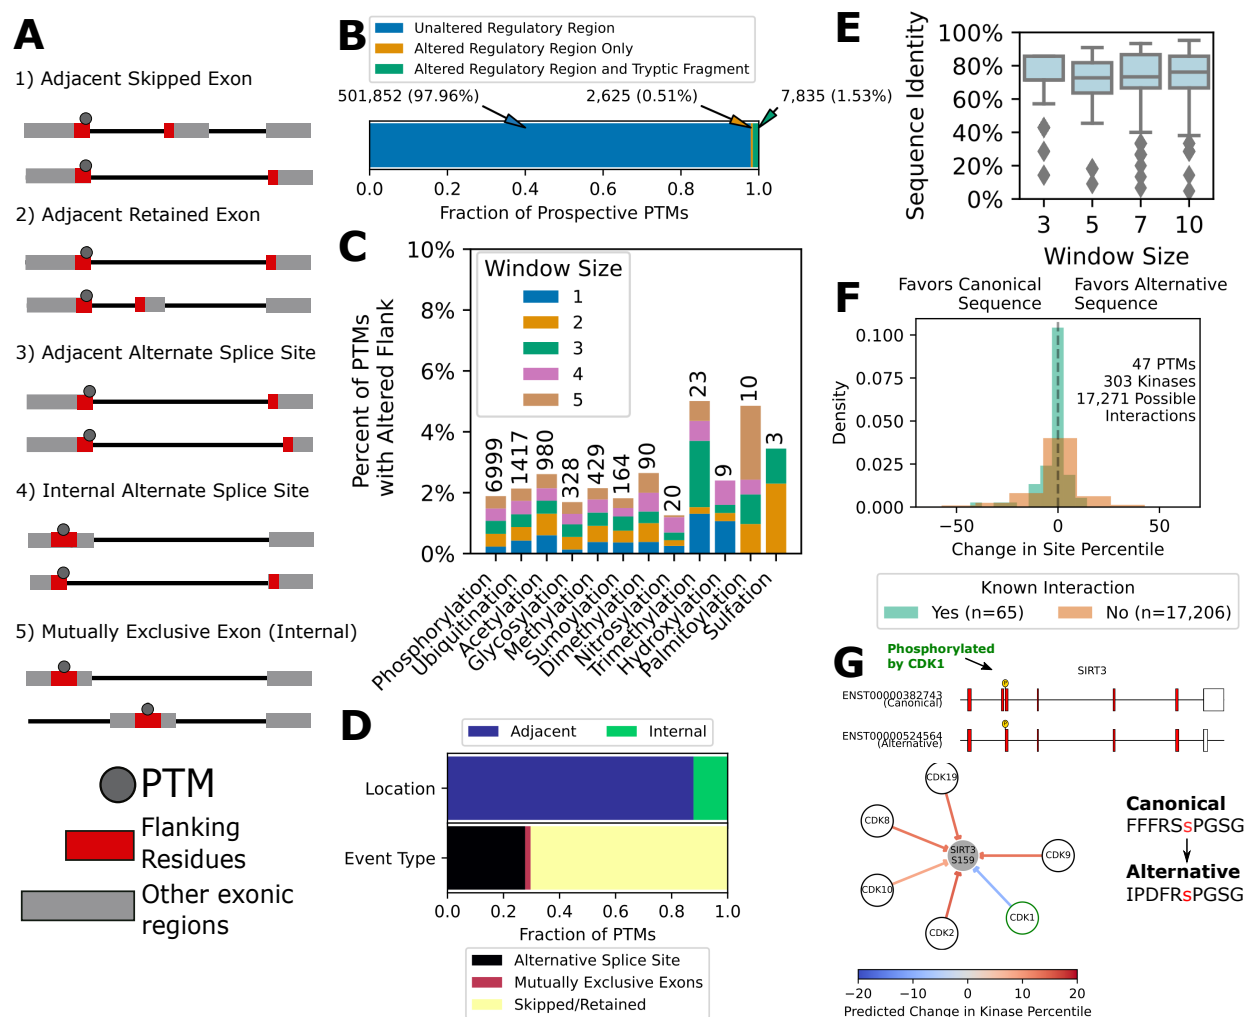 A
1) Adjacent Skipped Exon
2) Adjacent Retained Exon
3) Adjacent Alternate Splice Site
4) Internal Alternate Splice Site
5) Mutually Exclusive Exon (Internal)
PTM
Flanking
Residues
Other exonic
regions
B
Unaltered Regulatory Region
Altered Regulatory Region Only
Altered Regulatory Region and Tryptic Fragment
501,852 (97.96%)
2,625 (0.51%)
7,835 (1.53%)
0.0 0.2 0.4 0.6 0.8 1.0
Fraction of Prospective PTMs
C
Percent of PTMs
with Altered Flank
10%
8%
6%
4%
2%
0%
Window Size
1
2
3
4
5
6999 1417 980 328 429 164 90 20 23 9 10 3
Phosphorylation
Ubiquitination
Acetylation
Glycosylation
Methylation
Sumoylation
Dimethylation
Nitrosylation
Trimethylation
Hydroxylation
Palmitoylation
Sulfation
D
Adjacent Internal
Location
Event Type
0.0 0.2 0.4 0.6 0.8 1.0
Fraction of PTMs
Alternative Splice Site
Mutually Exclusive Exons
Skipped/Retained
E
Sequence Identity
100%
80%
60%
40%
20%
0%
3 5 7 10
Window Size
F
Favors Canonical
Sequence
Favors Alternative
Sequence
Density
0.100
0.075
0.050
0.025
0.000
47 PTMs
303 Kinases
17,271 Possible
Interactions
−50 0 50
Change in Site Percentile
Known Interaction
Yes (n=65) No (n=17,206)
G
Phosphorylated
by CDK1
SIRT3
P
ENST00000382743
(Canonical)
P
ENST00000524564
(Alternative)
CDK19
CDK8
CDK9
SIRT3
S159
CDK10
CDK1
CDK2
Canonical
FFFRSsPGSG
Alternative
IPDFRsPGSG
−20 −10 0 10 20
Predicted Change in Kinase Percentile